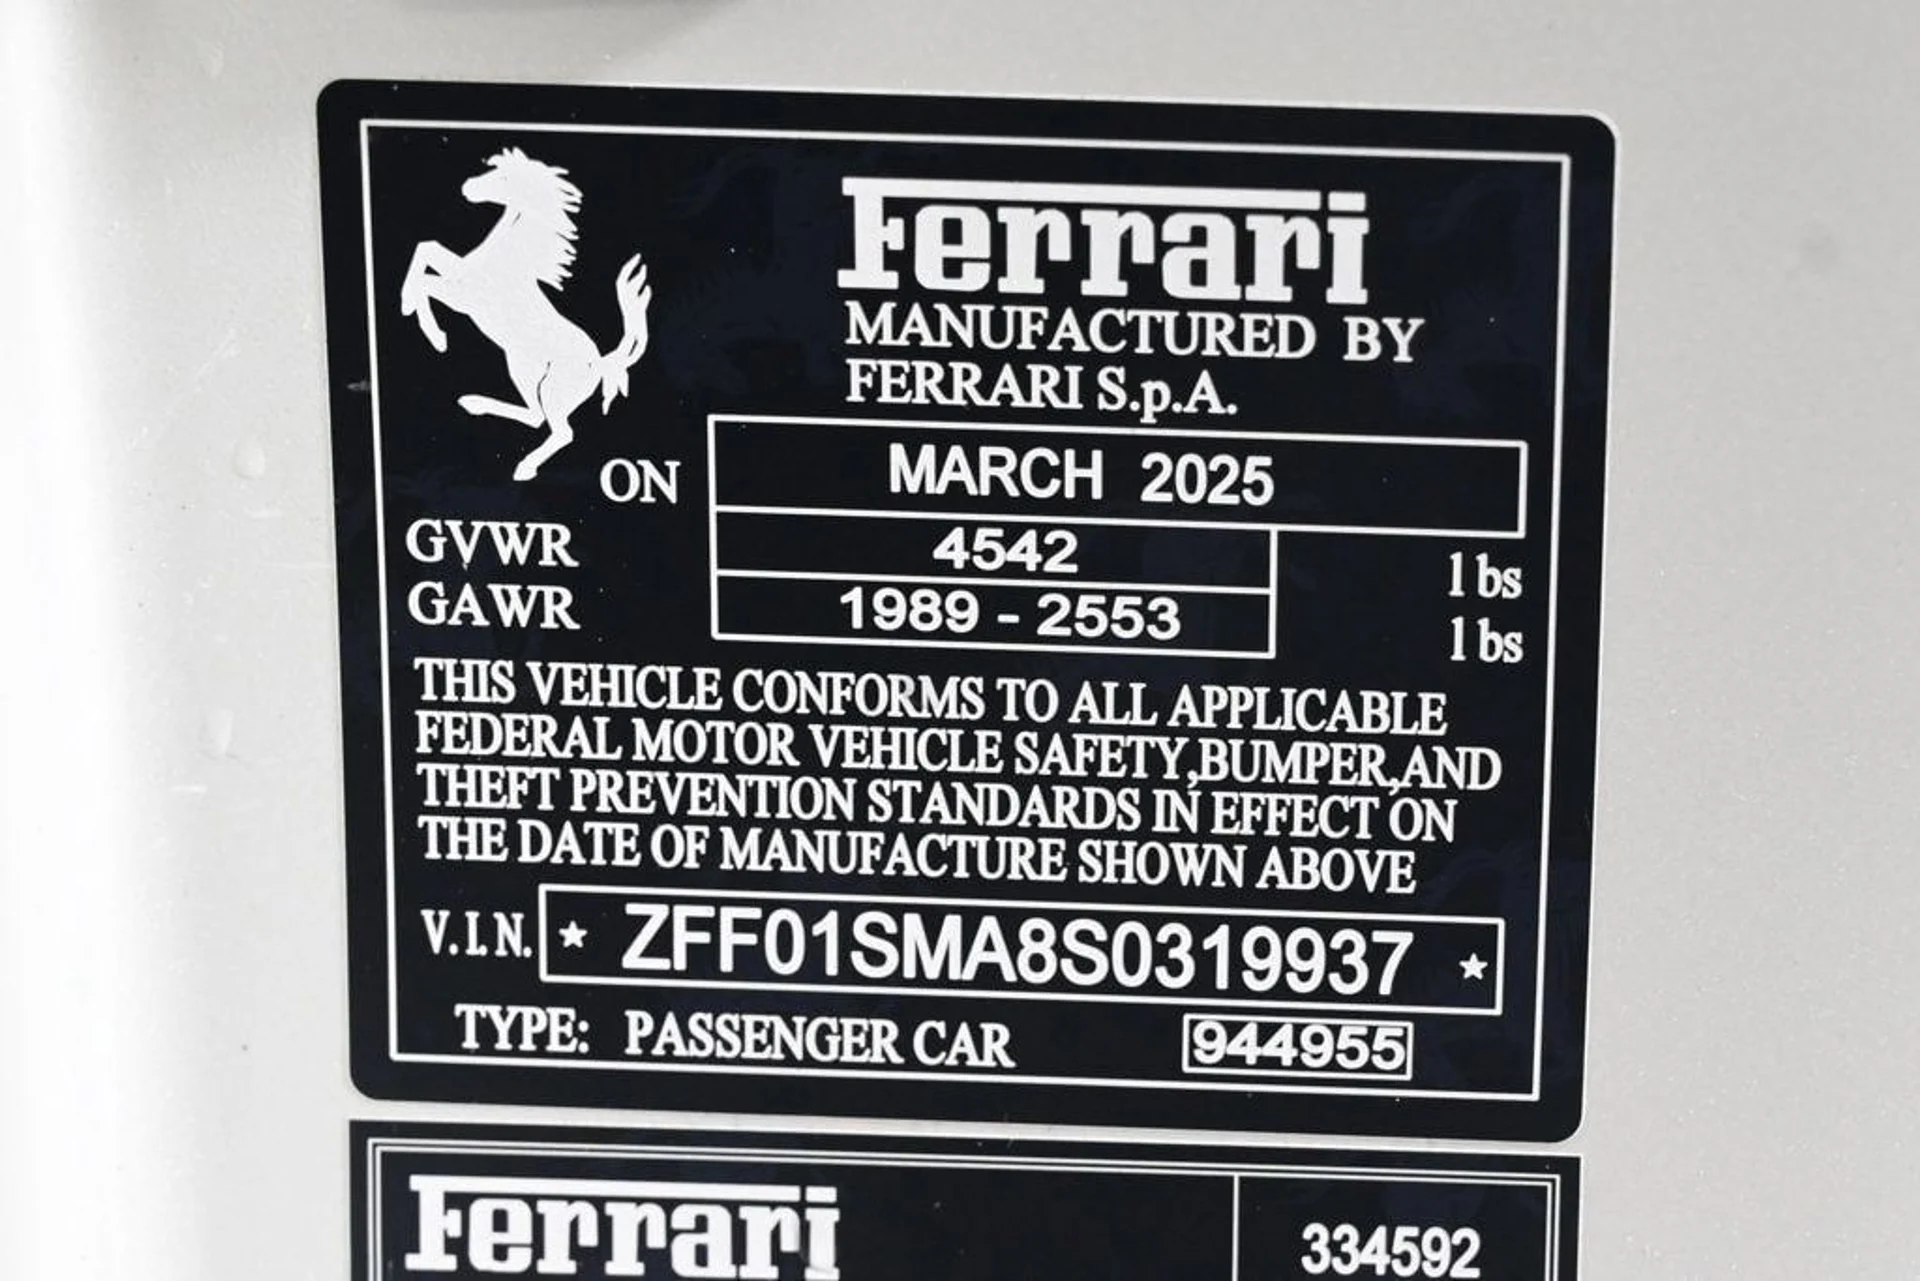 Ferrari
MANUFACTURED BY
FERRARI S.p.A.
ON MARCH 2025
GVWR 4542 lbs
GAWR 1989 - 2553 lbs
THIS VEHICLE CONFORMS TO ALL APPLICABLE
FEDERAL MOTOR VEHICLE SAFETY,BUMPER,AND
THEFT PREVENTION STANDARDS IN EFFECT ON
THE DATE OF MANUFACTURE SHOWN ABOVE
V.I.N. ★ ZFF01SMA8S0319937 ★
TYPE: PASSENGER CAR 944955
Ferrari 334592